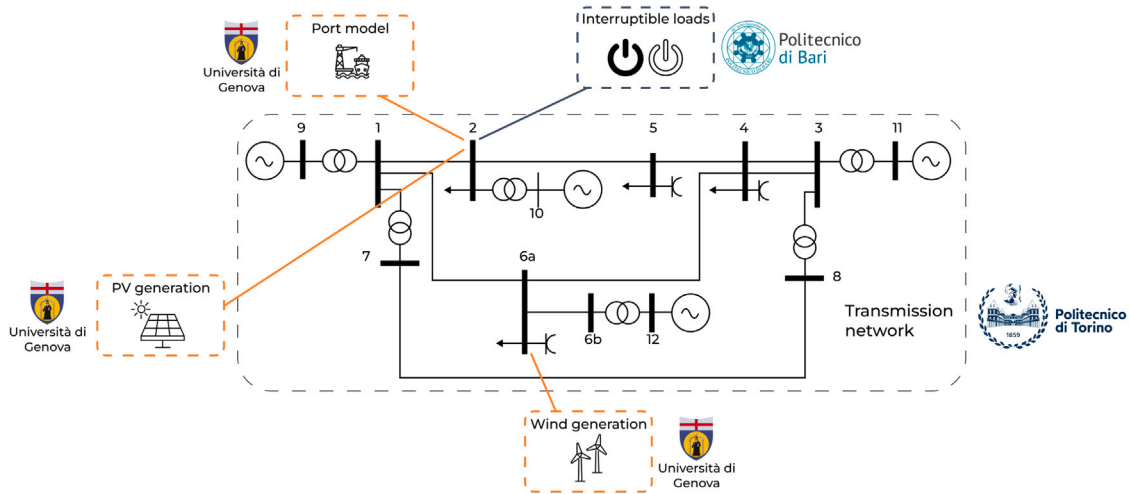 Port model
Università di
Genova
Interruptible loads
Politecnico
di Bari
9
1
2
5
4
3
11
10
7
6a
8
6b
12
PV generation
Università di
Genova
Transmission
network
1859
Politecnico
di Torino
Wind generation
Università di
Genova